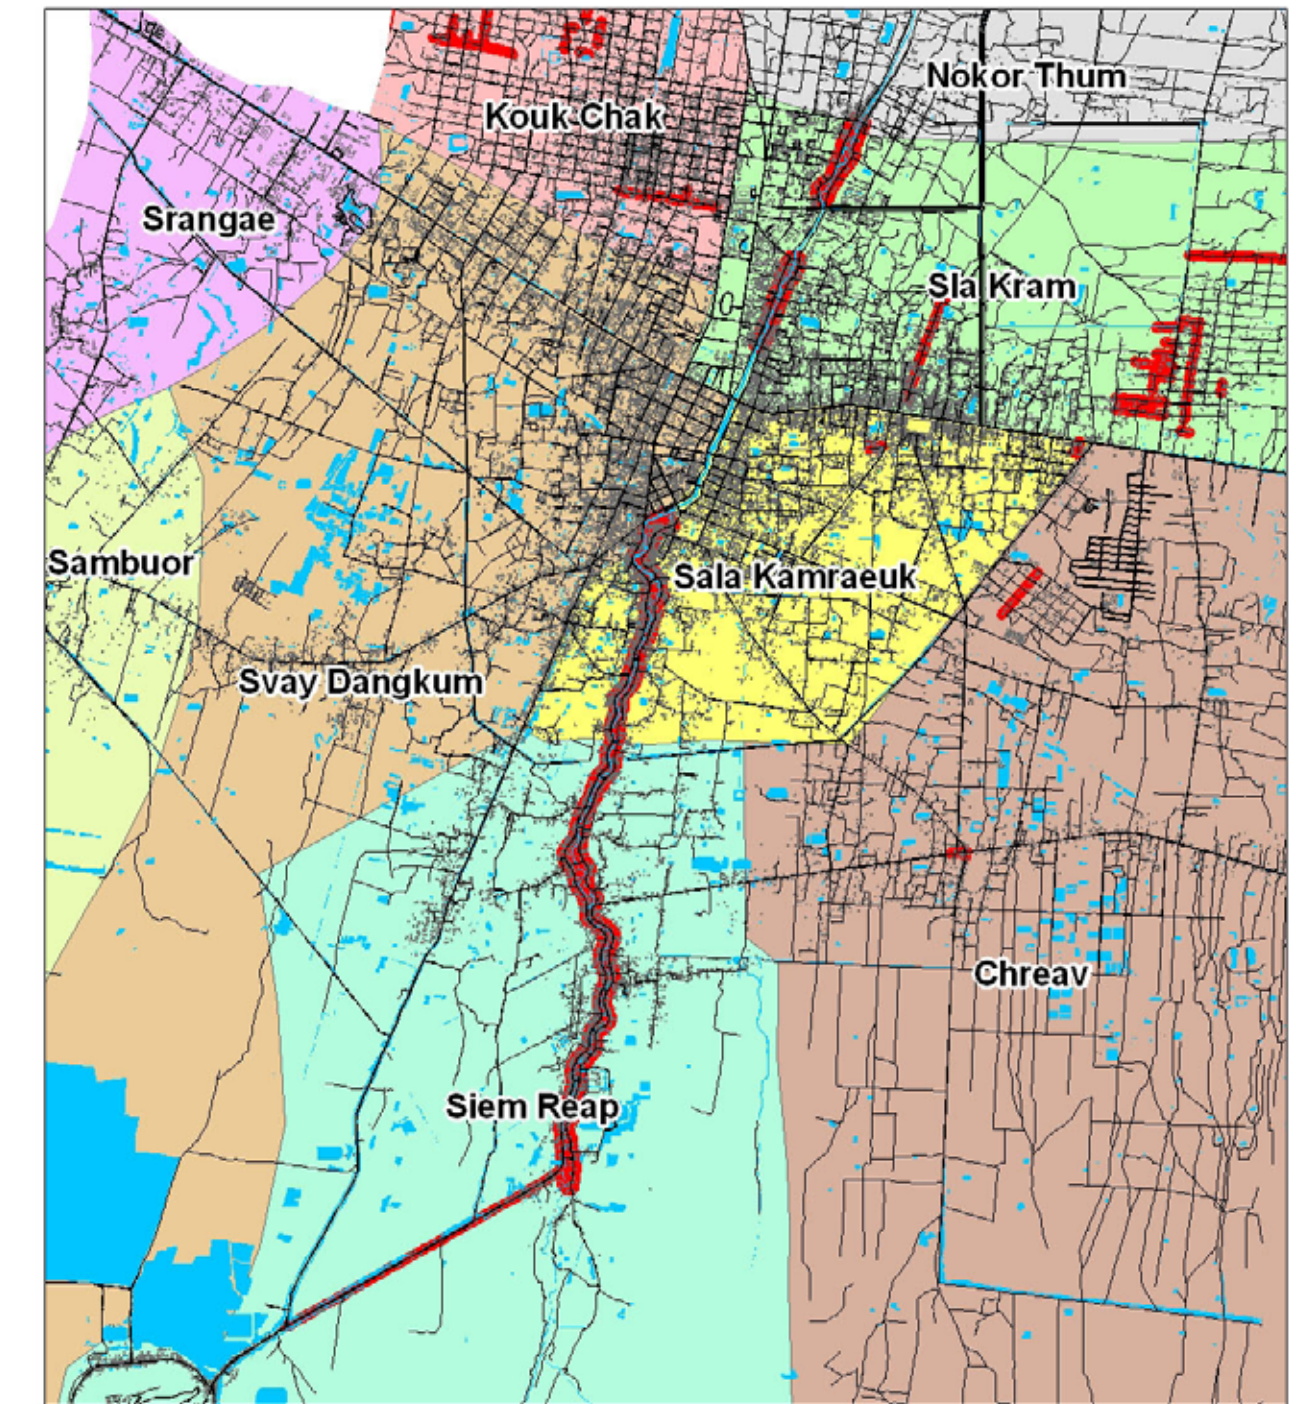 Nokor Thum
Kouk Chak
Srangae
Sla Kram
Sambuor
Sala Kamraeuk
Svay Dangkum
Chreav
Siem Reap